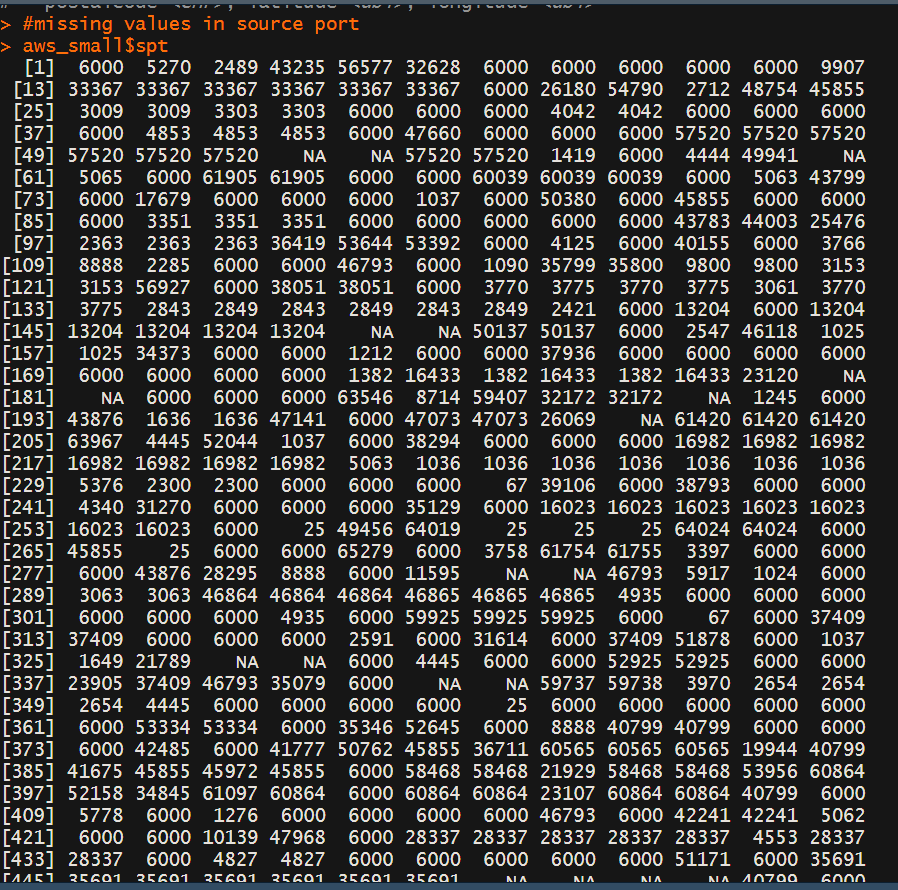 > #missing values in source port
> aws_small$spt
[1] 6000 5270 2489 43235 56577 32628 6000 6000 6000 6000 6000 9907
[13] 33367 33367 33367 33367 33367 33367 6000 26180 54790 2712 48754 45855
[25] 3009 3009 3303 3303 6000 6000 6000 4042 4042 6000 6000 6000
[37] 6000 4853 4853 4853 6000 47660 6000 6000 6000 57520 57520 57520
[49] 57520 57520 57520 NA NA 57520 57520 1419 6000 4444 49941 NA
[61] 5065 6000 61905 61905 6000 6000 60039 60039 60039 6000 5063 43799
[73] 6000 17679 6000 6000 6000 1037 6000 50380 6000 45855 6000 6000
[85] 6000 3351 3351 3351 6000 6000 6000 6000 6000 43783 44003 25476
[97] 2363 2363 2363 36419 53644 53392 6000 4125 6000 40155 6000 3766
[109] 8888 2285 6000 6000 46793 6000 1090 35799 35800 9800 9800 3153
[121] 3153 56927 6000 38051 38051 6000 3770 3775 3770 3775 3061 3770
[133] 3775 2843 2849 2843 2849 2843 2849 2421 6000 13204 6000 13204
[145] 13204 13204 13204 13204 NA NA 50137 50137 6000 2547 46118 1025
[157] 1025 34373 6000 6000 1212 6000 6000 37936 6000 6000 6000 6000
[169] 6000 6000 6000 6000 1382 16433 1382 16433 1382 16433 23120 NA
[181] NA 6000 6000 6000 63546 8714 59407 32172 32172 NA 1245 6000
[193] 43876 1636 1636 47141 6000 47073 47073 26069 NA 61420 61420 61420
[205] 63967 4445 52044 1037 6000 38294 6000 6000 6000 16982 16982 16982
[217] 16982 16982 16982 16982 5063 1036 1036 1036 1036 1036 1036 1036
[229] 5376 2300 2300 6000 6000 6000 6000 67 39106 6000 38793 6000 6000
[241] 4340 31270 6000 6000 6000 35129 6000 16023 16023 16023 16023 16023
[253] 16023 16023 6000 25 49456 64019 25 25 25 64024 64024 6000
[265] 45855 25 6000 6000 65279 6000 3758 61754 61755 3397 6000 6000
[277] 6000 43876 28295 8888 6000 11595 NA NA 46793 5917 1024 6000
[289] 3063 3063 46864 46864 46864 46865 46865 46865 4935 6000 6000 6000
[301] 6000 6000 6000 4935 6000 59925 59925 59925 6000 67 6000 37409
[313] 37409 6000 6000 6000 2591 6000 31614 6000 37409 51878 6000 1037
[325] 1649 21789 NA NA 6000 4445 6000 6000 52925 52925 6000 6000
[337] 23905 37409 46793 35079 6000 NA NA 59737 59738 3970 2654 2654
[349] 2654 4445 6000 6000 6000 6000 6000 25 6000 6000 6000 6000
[361] 6000 53334 53334 6000 35346 52645 6000 8888 40799 40799 6000 6000
[373] 6000 42485 6000 41777 50762 45855 36711 60565 60565 60565 19944 40799
[385] 41675 45855 45972 45855 6000 58468 58468 21929 58468 58468 53956 60864
[397] 52158 34845 61097 60864 6000 60864 60864 23107 60864 60864 40799 6000
[409] 5778 6000 1276 6000 6000 6000 6000 46793 6000 42241 42241 5062
[421] 6000 6000 10139 47968 6000 28337 28337 28337 28337 28337 4553 28337
[433] 28337 6000 4827 4827 6000 6000 6000 6000 6000 51171 6000 35691
[445] 35691 35691 35691 35691 35691 35691 NA NA NA NA 40799 6000